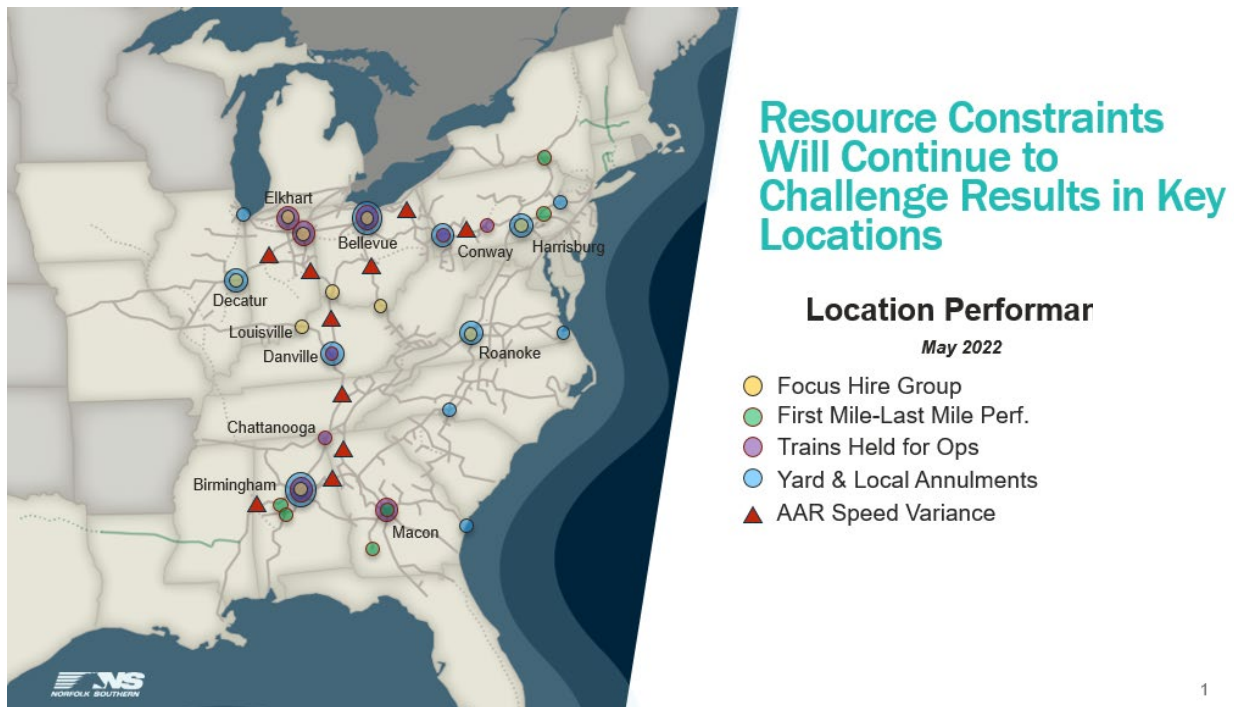 Resource Constraints
Will Continue to
Challenge Results in Key
Locations
Location Performar
May 2022
Focus Hire Group
First Mile-Last Mile Perf.
Trains Held for Ops
Yard & Local Annulments
AAR Speed Variance
Elkhart
Bellevue
Conway
Harrisburg
Decatur
Louisville
Danville
Roanoke
Chattanooga
Birmingham
Macon
NS
NORFOLK SOUTHERN
1